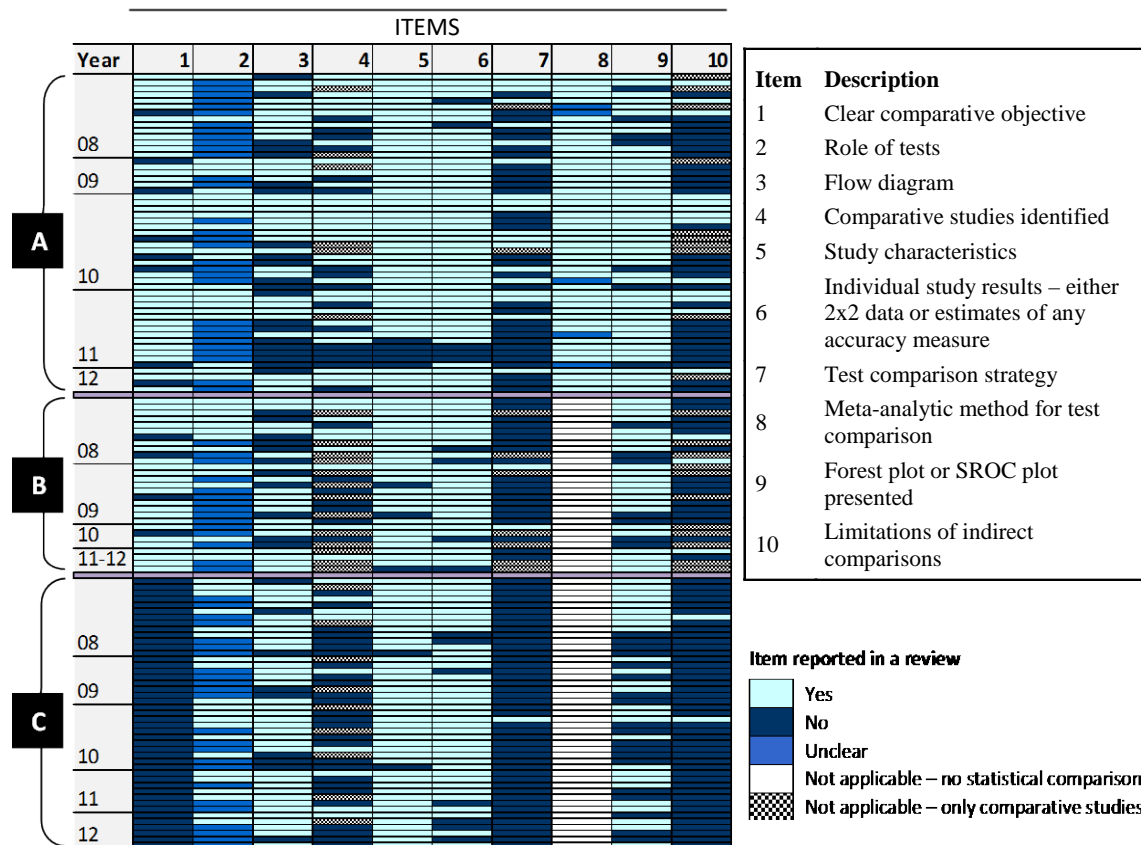 ITEMS
Year 1 2 3 4 5 6 7 8 9 10
A
08
09
10
11
12
B
08
09
10
11-12
C
08
09
10
11
12
Item Description
1 Clear comparative objective
2 Role of tests
3 Flow diagram
4 Comparative studies identified
5 Study characteristics
Individual study results – either
6 2x2 data or estimates of any
accuracy measure
7 Test comparison strategy
8 Meta-analytic method for test
comparison
9 Forest plot or SROC plot
presented
10 Limitations of indirect
comparisons
Item reported in a review
Yes
No
Unclear
Not applicable – no statistical comparison
Not applicable – only comparative studies